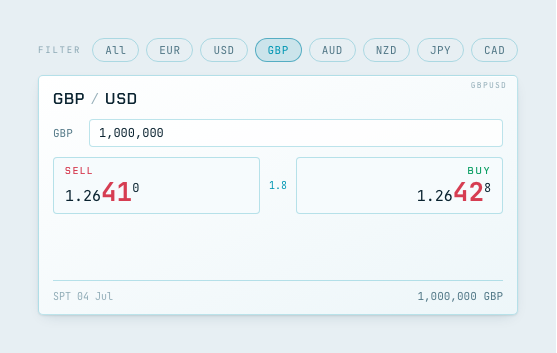 FILTER All EUR USD GBP AUD NZD JPY CAD
GBPUSD
GBP / USD
GBP 1,000,000
SELL BUY
1.26410 1.8 1.26428
SPT 04 Jul 1,000,000 GBP